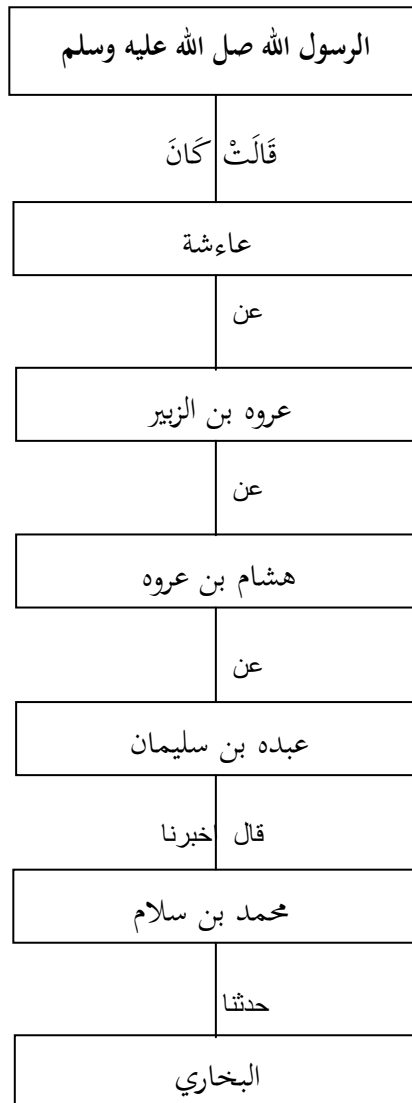 الرسول الله صل الله عليه وسلم
قَالَتْ كَانَ
عاءشة
عن
عروه بن الزبير
عن
هشام بن عروه
عن
عبده بن سليمان
قال اخبرنا
محمد بن سلام
حدثنا
البخاري